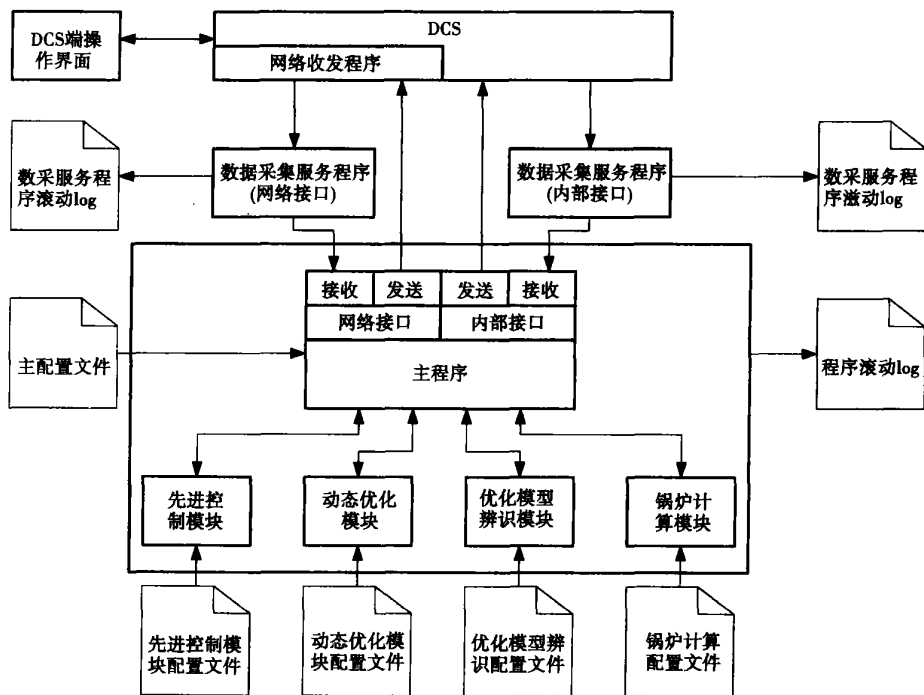 DCS端操
作界面
DCS
网络收发程序
数采服务程
序滚动log
数据采集服务程序
(网络接口)
数据采集服务程序
(内部接口)
数采服务程
序滋动log
接收
发送
发送
接收
网络接口
内部接口
主配置文件
主程序
程序滚动log
先进控
制模块
动态优化
模块
优化模型
辨识模块
锅炉计
算模块
先进控制模
块配置文件
动态优化模
块配置文件
优化模型辨
识配置文件
锅炉计算
配置文件